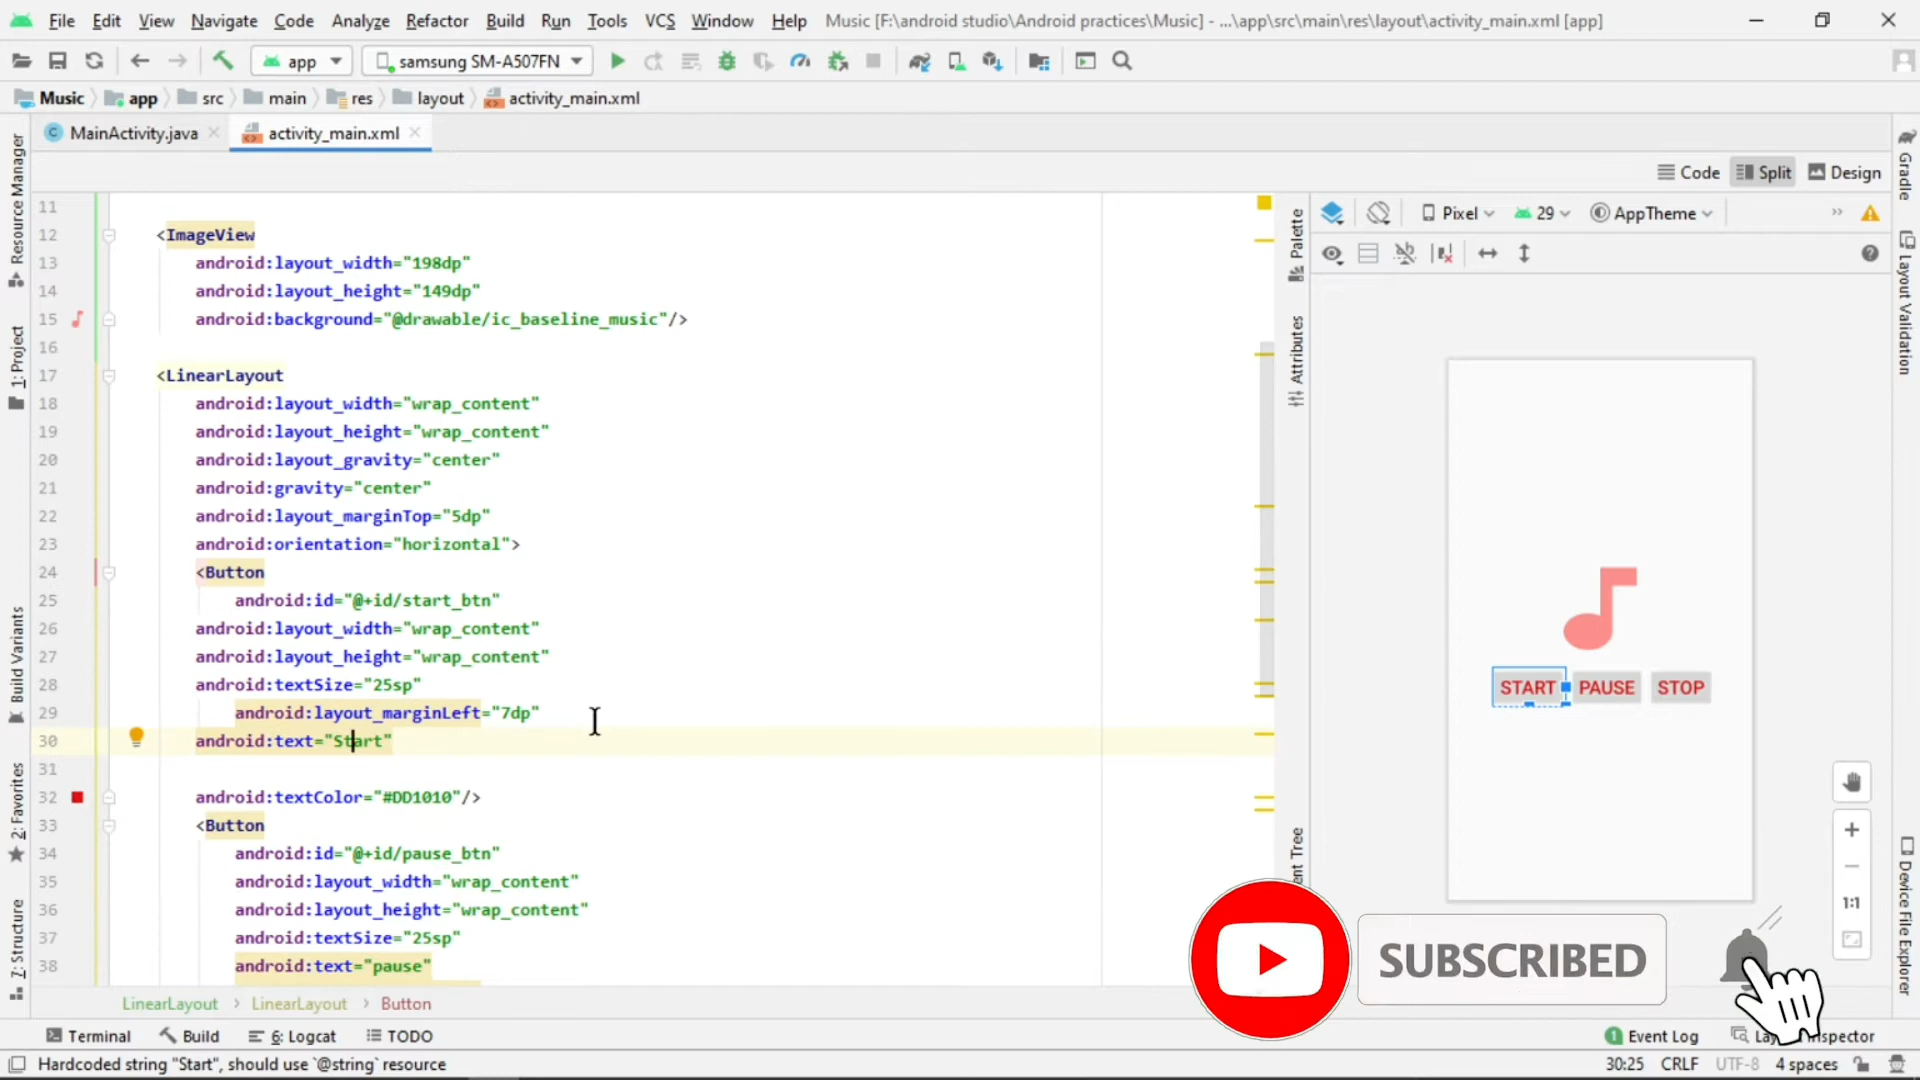 File Edit View Navigate Code Analyze Refactor Build Run Tools VCS Window Help Music [F:\android studio\Android practices\Music] - ...\app\src\main\res\layout\activity_main.xml [app]
app samsung SM-A507FN
Music app src main res layout activity_main.xml
MainActivity.java activity_main.xml
Code Split Design
Pixel 29 AppTheme
11
12 <ImageView
13 android:layout_width="198dp"
14 android:layout_height="149dp"
15 android:background="@drawable/ic_baseline_music"/>
16
17 <LinearLayout
18 android:layout_width="wrap_content"
19 android:layout_height="wrap_content"
20 android:layout_gravity="center"
21 android:gravity="center"
22 android:layout_marginTop="5dp"
23 android:orientation="horizontal">
24 <Button
25 android:id="@+id/start_btn"
26 android:layout_width="wrap_content"
27 android:layout_height="wrap_content"
28 android:textSize="25sp"
29 android:layout_marginLeft="7dp"
30 android:text="Start"
31
32 android:textColor="#DD1010"/>
33 <Button
34 android:id="@+id/pause_btn"
35 android:layout_width="wrap_content"
36 android:layout_height="wrap_content"
37 android:textSize="25sp"
38 android:text="pause"
Resource Manager
1: Project
Build Variants
2: Favorites
7: Structure
Palette
Attributes
START PAUSE STOP
1:1
Gradle
Layout Validation
Device File Explorer
SUBSCRIBED
LinearLayout > LinearLayout > Button
Terminal Build 6: Logcat TODO
1 Event Log
Hardcoded string "Start", should use `@string` resource
30:25 CRLF UTF-8 4 spaces